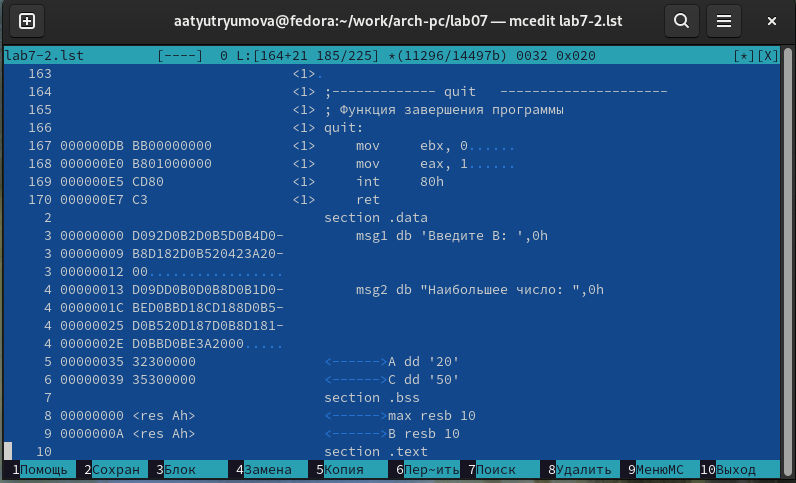 aatyutryumova@fedora:~/work/arch-pc/lab07 — mcedit lab7-2.lst
lab7-2.lst [----] 0 L:[164+21 185/225] *(11296/14497b) 0032 0x020 [*][X]
163 <1>.
164 <1> ;------------- quit ---------------------
165 <1> ; Функция завершения программы
166 <1> quit:
167 000000DB BB00000000 <1> mov ebx, 0......
168 000000E0 B801000000 <1> mov eax, 1......
169 000000E5 CD80 <1> int 80h
170 000000E7 C3 <1> ret
2 section .data
3 00000000 D092D0B2D0B5D0B4D0- msg1 db 'Введите В: ',0h
3 00000009 B8D182D0B520423A20-
3 00000012 00.................
4 00000013 D09DD0B0D0B8D0B1D0- msg2 db "Наибольшее число: ",0h
4 0000001C BED0BBD18CD188D0B5-
4 00000025 D0B520D187D0B8D181-
4 0000002E D0BBD0BE3A2000.....
5 00000035 32300000 <------>A dd '20'
6 00000039 35300000 <------>C dd '50'
7 section .bss
8 00000000 <res Ah> <------>max resb 10
9 0000000A <res Ah> <------>B resb 10
10 section .text
1Помощь 2Сохран 3Блок 4Замена 5Копия 6Пер~ить 7Поиск 8Удалить 9МенюМС 10Выход